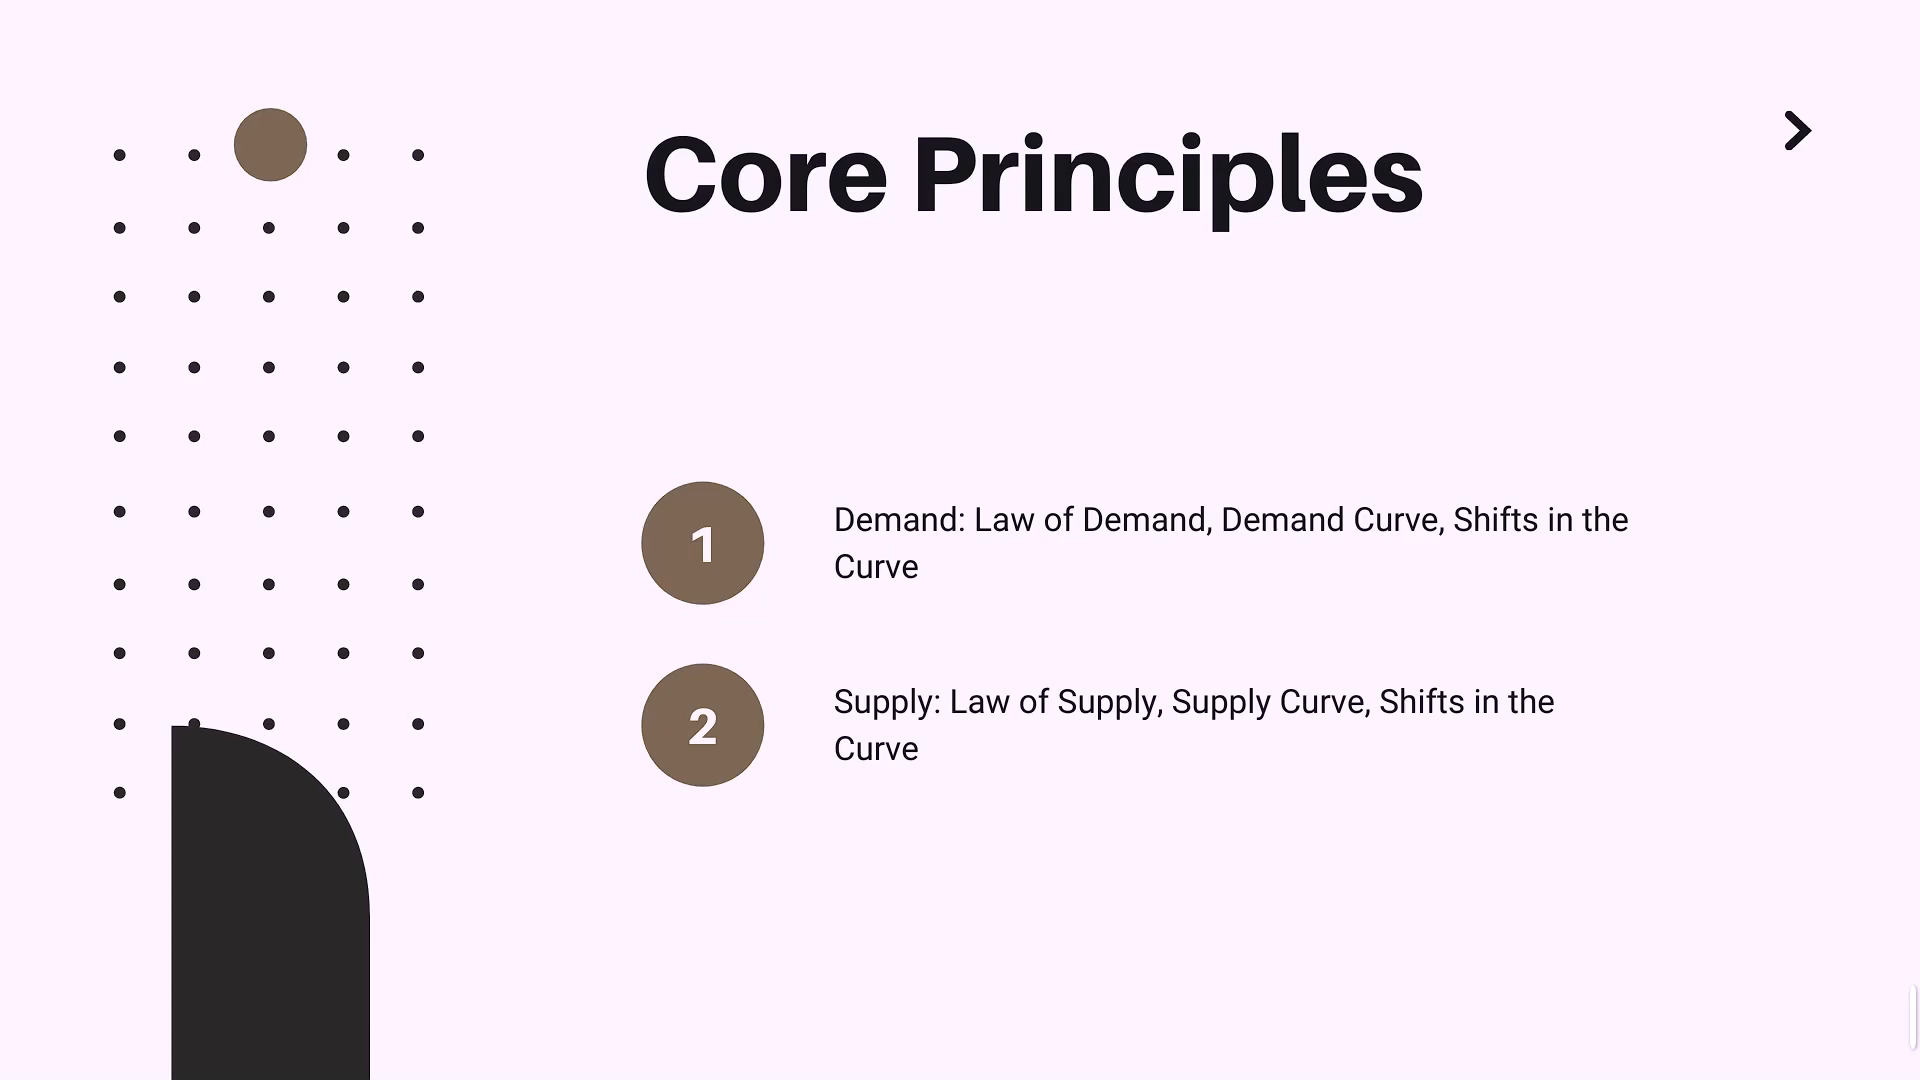 Core Principles
1
Demand: Law of Demand, Demand Curve, Shifts in the
Curve
2
Supply: Law of Supply, Supply Curve, Shifts in the
Curve